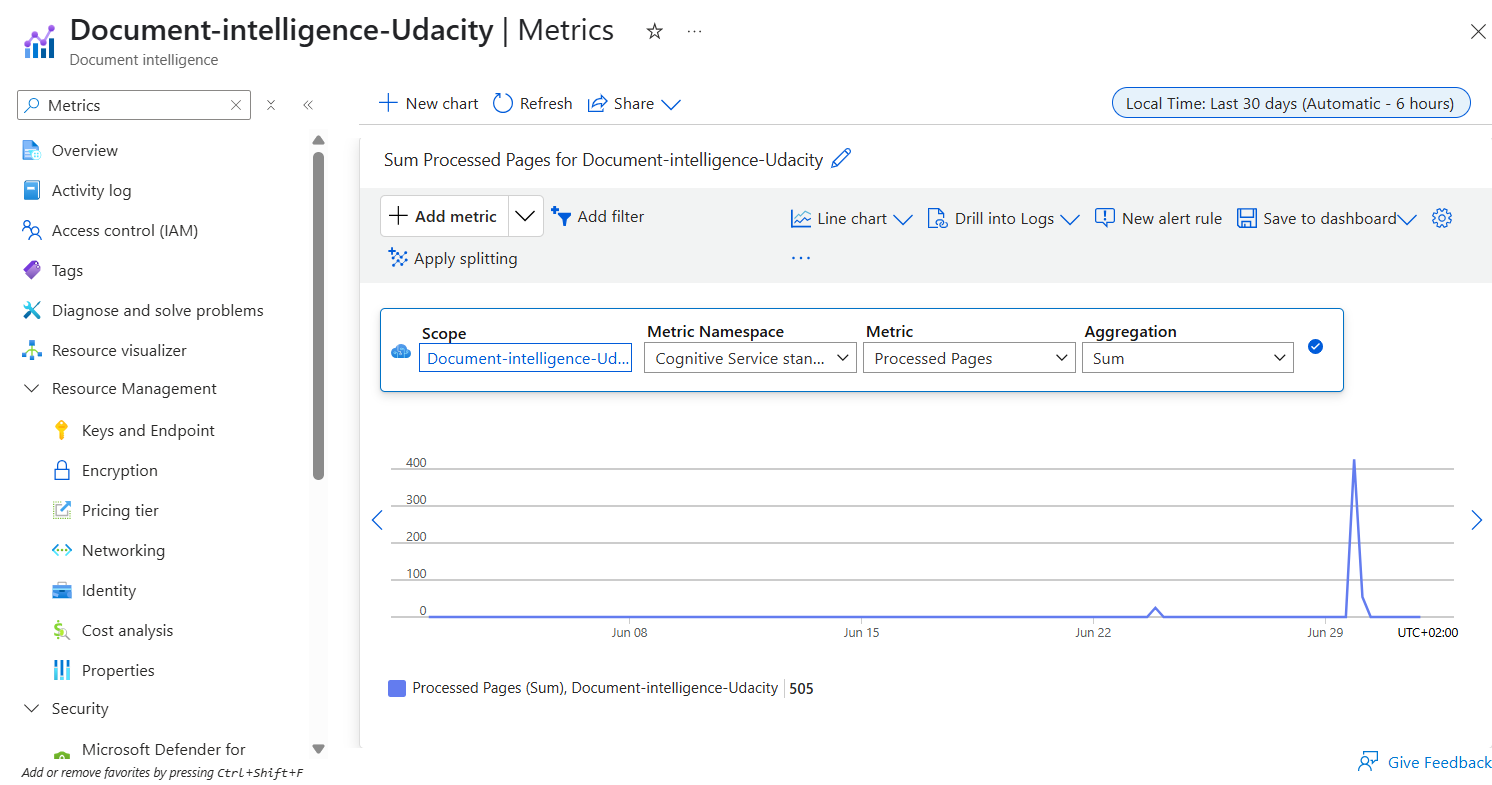 Document-intelligence-Udacity | Metrics
Document intelligence
Metrics
Overview
Activity log
Access control (IAM)
Tags
Diagnose and solve problems
Resource visualizer
Resource Management
Keys and Endpoint
Encryption
Pricing tier
Networking
Identity
Cost analysis
Properties
Security
Microsoft Defender for
Add or remove favorites by pressing Ctrl+Shift+F
New chart Refresh Share
Local Time: Last 30 days (Automatic - 6 hours)
Sum Processed Pages for Document-intelligence-Udacity
Add metric Add filter Line chart Drill into Logs New alert rule Save to dashboard
Apply splitting ...
Scope Metric Namespace Metric Aggregation
Document-intelligence-Ud... Cognitive Service stan... Processed Pages Sum
400
300
200
100
0
Jun 08 Jun 15 Jun 22 Jun 29 UTC+02:00
Processed Pages (Sum), Document-intelligence-Udacity 505
Give Feedback